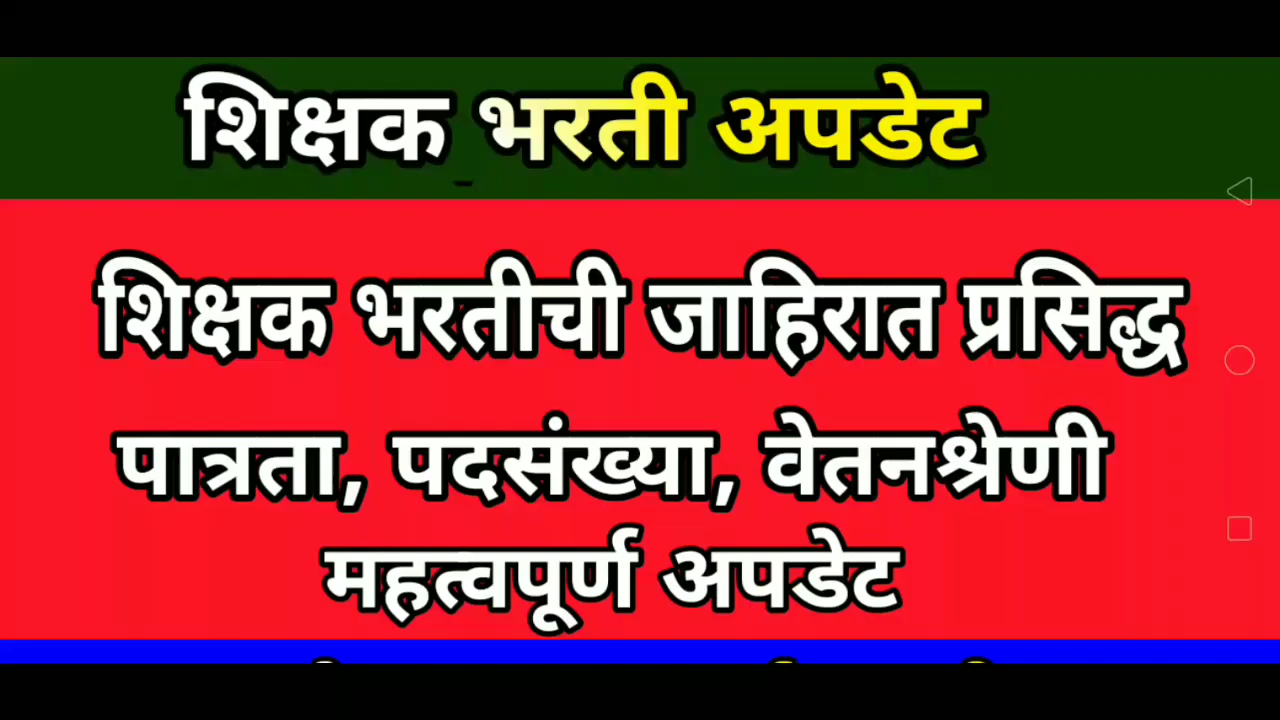 शिक्षक भरती अपडेट
शिक्षक भरतीची जाहिरात प्रसिद्ध
पात्रता, पदसंख्या, वेतनश्रेणी
महत्वपूर्ण अपडेट